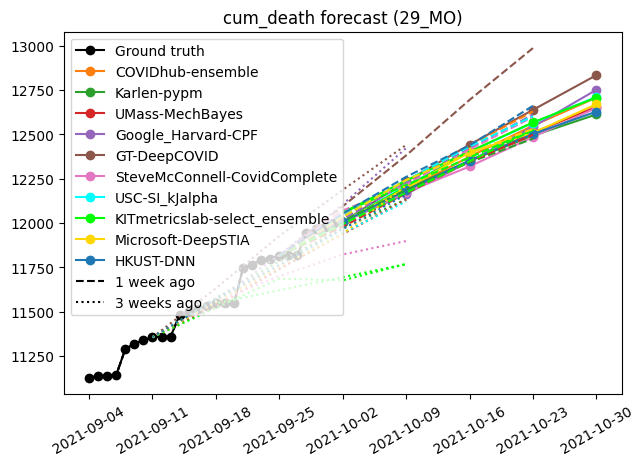 cum_death forecast (29_MO)
13000
12750
12500
12250
12000
11750
11500
11250
Ground truth
COVIDhub-ensemble
Karlen-pypm
UMass-MechBayes
Google_Harvard-CPF
GT-DeepCOVID
SteveMcConnell-CovidComplete
USC-SI_kJalpha
KITmetricslab-select_ensemble
Microsoft-DeepSTIA
HKUST-DNN
1 week ago
3 weeks ago
2021-09-04
2021-09-11
2021-09-18
2021-09-25
2021-10-02
2021-10-09
2021-10-16
2021-10-23
2021-10-30